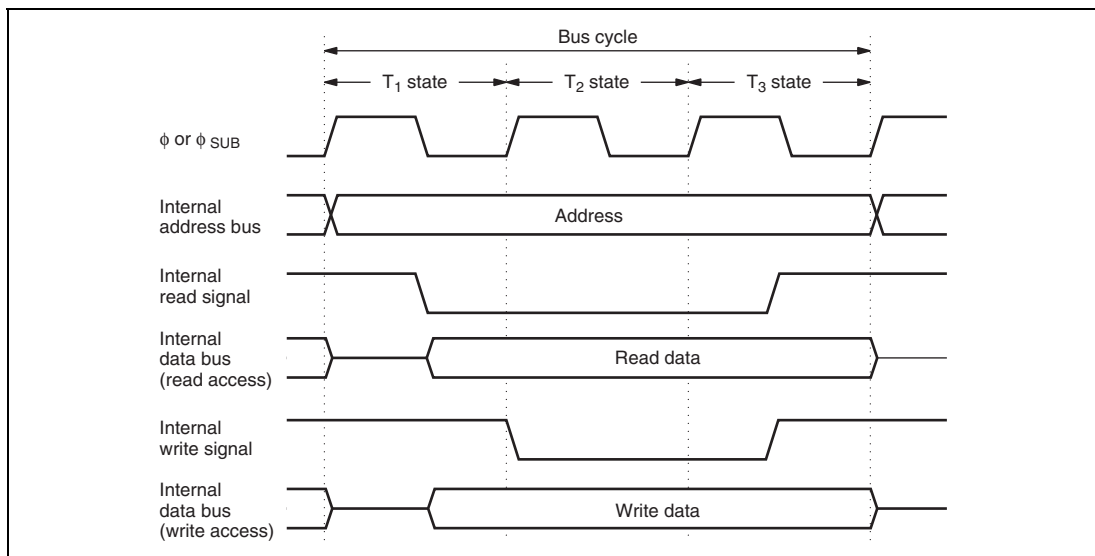 Bus cycle
T1 state
T2 state
T3 state
ϕ or ϕ SUB
Internal
address bus
Address
Internal
read signal
Internal
data bus
(read access)
Read data
Internal
write signal
Internal
data bus
(write access)
Write data